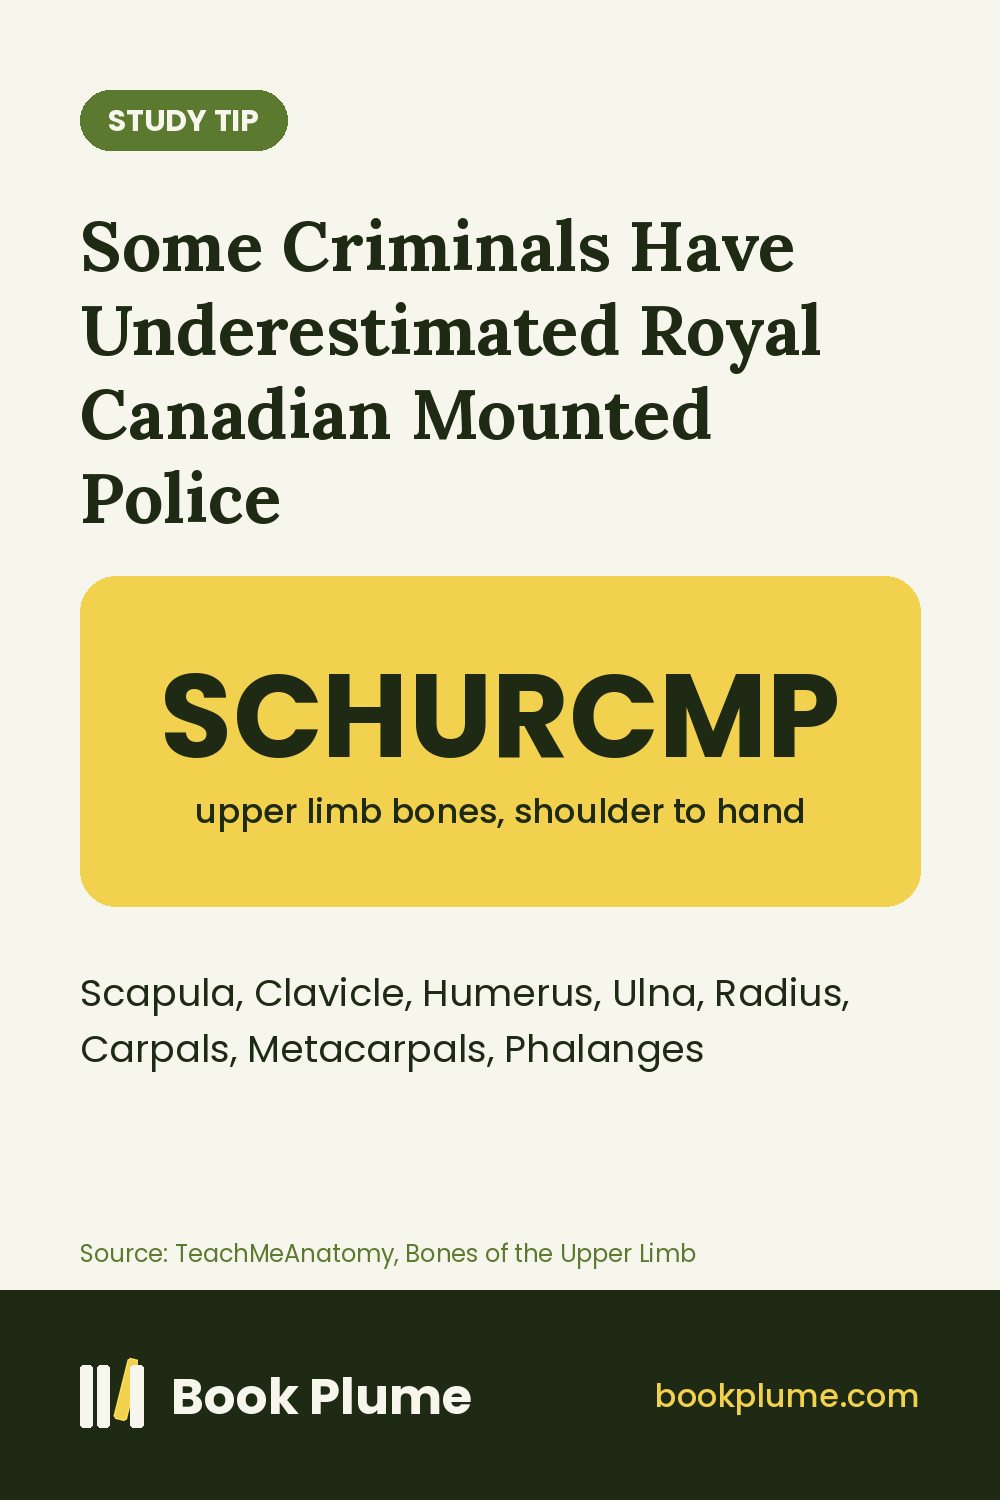 STUDY TIP
Some Criminals Have
Underestimated Royal
Canadian Mounted
Police
SCHURCMP
upper limb bones, shoulder to hand
Scapula, Clavicle, Humerus, Ulna, Radius,
Carpals, Metacarpals, Phalanges
Source: TeachMeAnatomy, Bones of the Upper Limb
Book Plume
bookplume.com